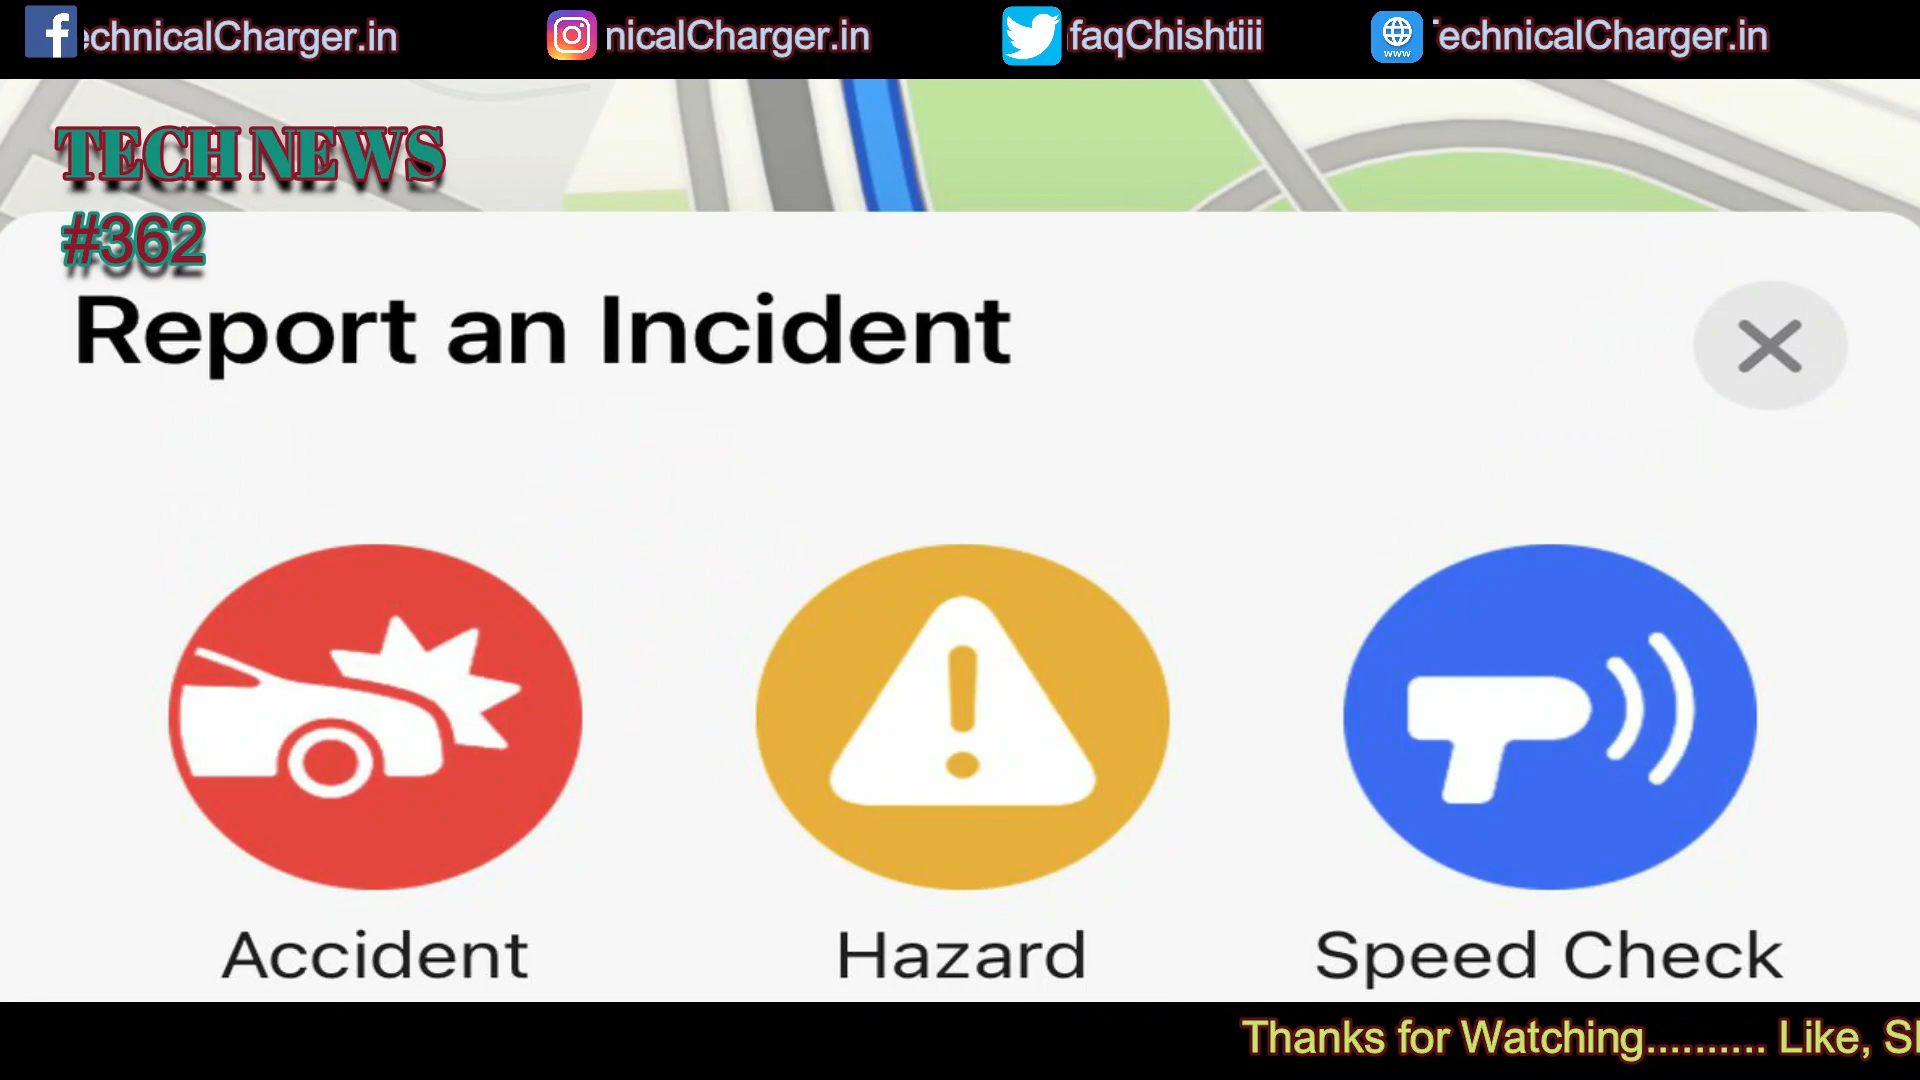 echnicalCharger.in
nicalCharger.in
faqChishtiii
echnicalCharger.in
www
TECH NEWS
#362
Report an Incident
Accident
Hazard
Speed Check
Thanks for Watching.......... Like,